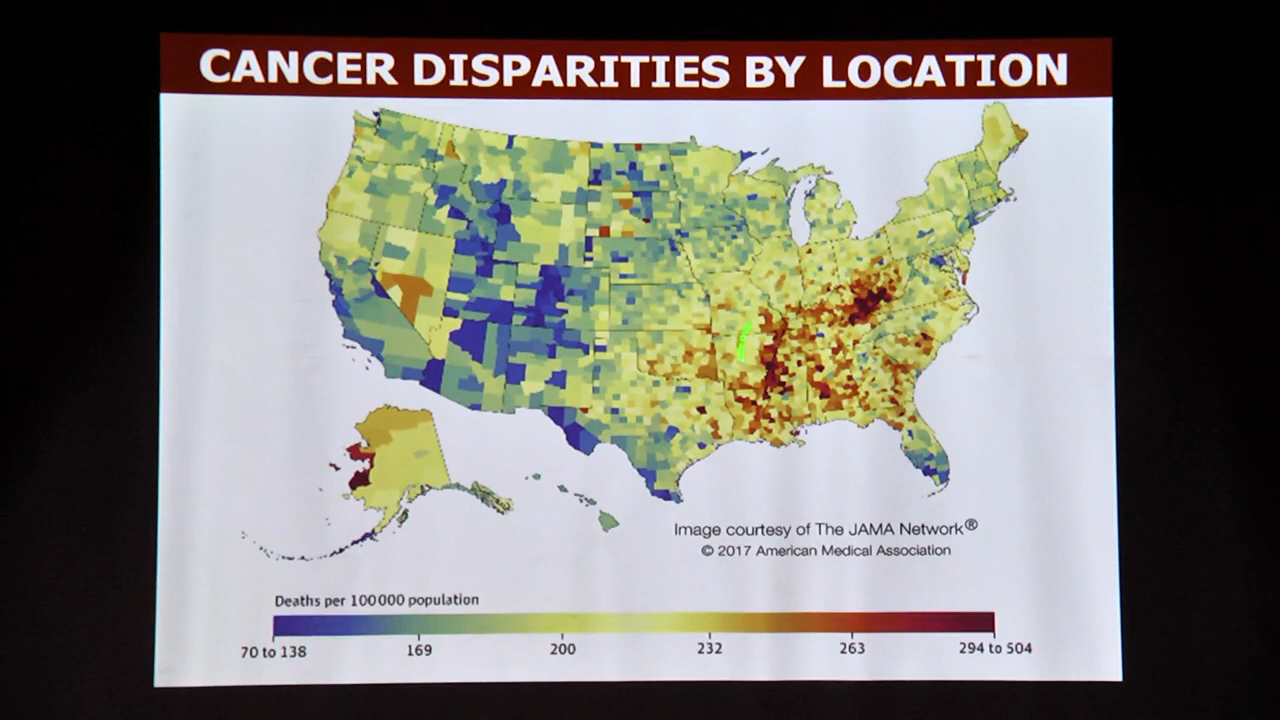 CANCER DISPARITIES BY LOCATION
Image courtesy of The JAMA Network®
© 2017 American Medical Association
Deaths per 100 000 population
70 to 138 169 200 232 263 294 to 504